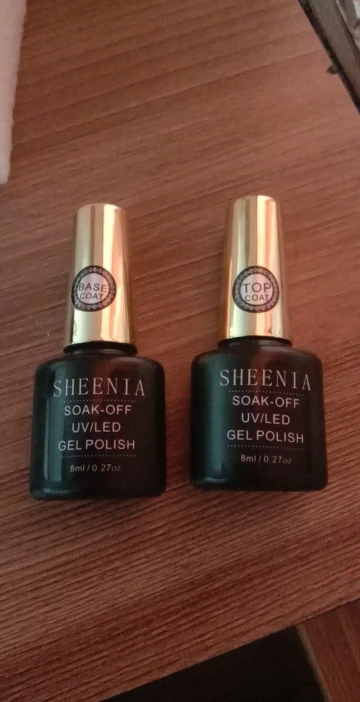 BASE
COAT
SHEENIA
SOAK-OFF
UV/LED
GEL POLISH
8ml / 0.27oz
TOP
COAT
SHEENIA
SOAK-OFF
UV/LED
GEL POLISH
8ml / 0.27oz